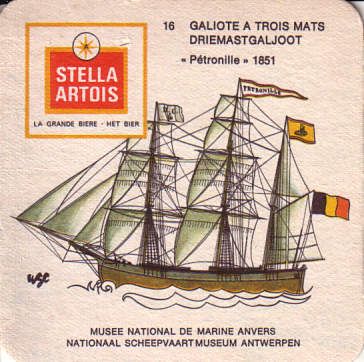 STELLA
ARTOIS
LA GRANDE BIERE · HET BIER
16 GALIOTE A TROIS MATS
DRIEMASTGALJOOT
« Pétronille » 1851
PETRONILLE
MUSEE NATIONAL DE MARINE ANVERS
NATIONAAL SCHEEPVAARTMUSEUM ANTWERPEN